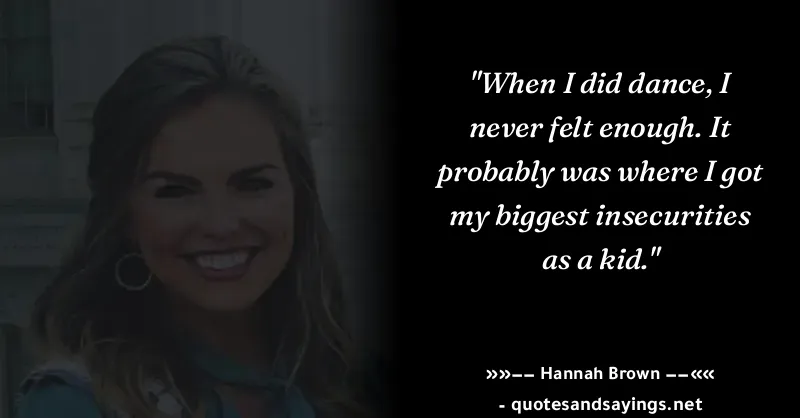 "When I did dance, I
never felt enough. It
probably was where I got
my biggest insecurities
as a kid."
»»−− Hannah Brown −−««
- quotesandsayings.net